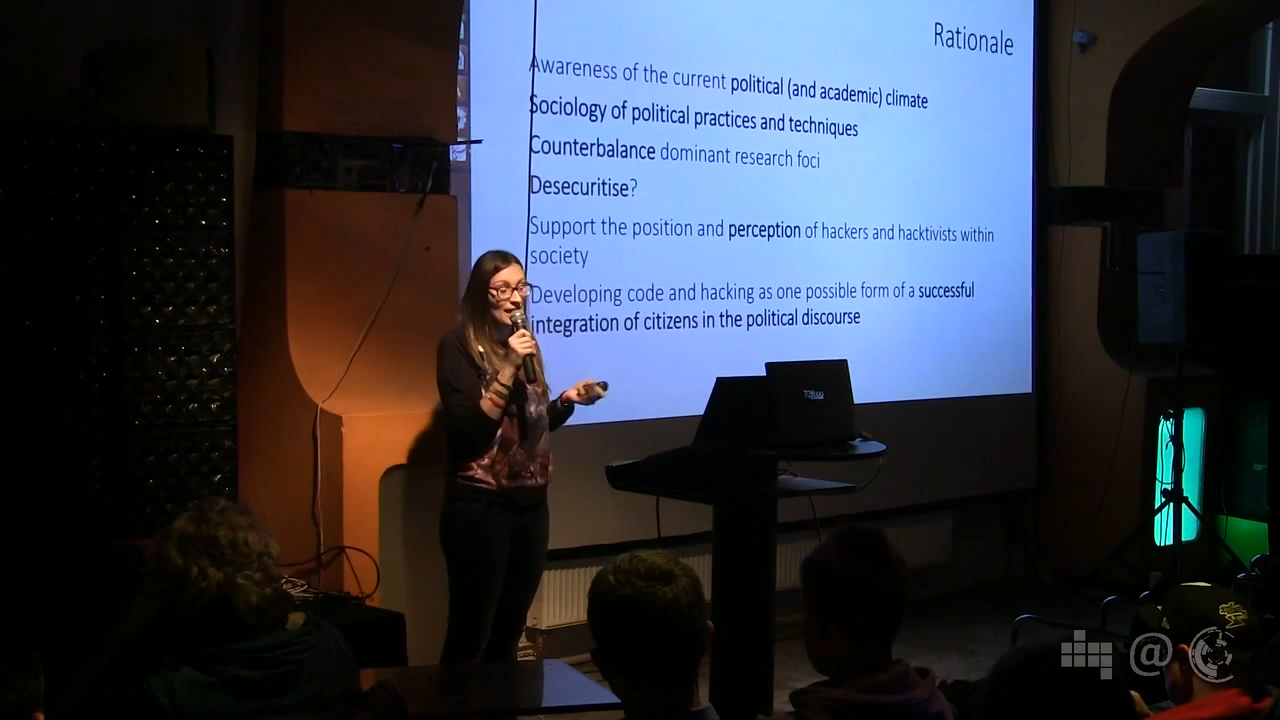 Rationale
Awareness of the current political (and academic) climate
Sociology of political practices and techniques
Counterbalance dominant research foci
Desecuritise?
Support the position and perception of hackers and hacktivists within
society
Developing code and hacking as one possible form of a successful
integration of citizens in the political discourse
@